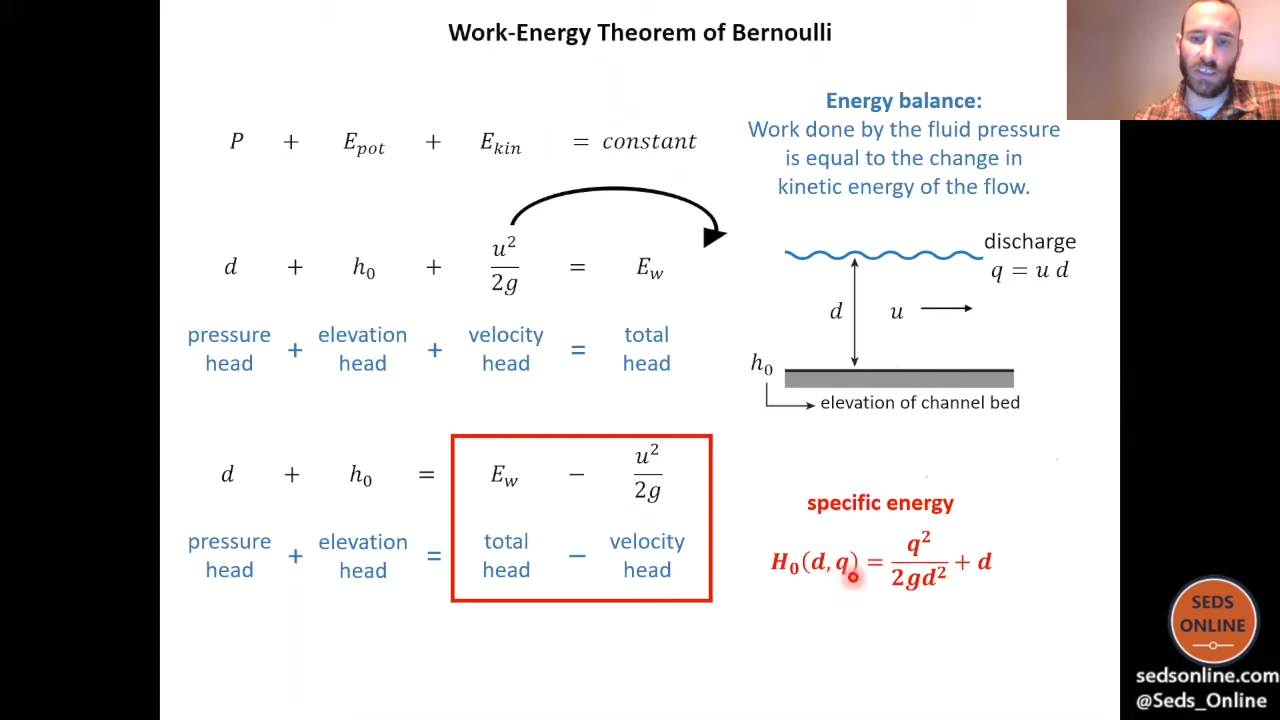 Work-Energy Theorem of Bernoulli
P + E_pot + E_kin = constant
Energy balance:
Work done by the fluid pressure
is equal to the change in
kinetic energy of the flow.
d + h_0 + u^2/2g = E_w
pressure head + elevation head + velocity head = total head
discharge
q = u d
d
u
h_0
elevation of channel bed
d + h_0 = E_w − u^2/2g
pressure head + elevation head = total head − velocity head
specific energy
H_0(d, q) = q^2/2gd^2 + d
SEDS
ONLINE
sedsonline.com
@Seds_Online